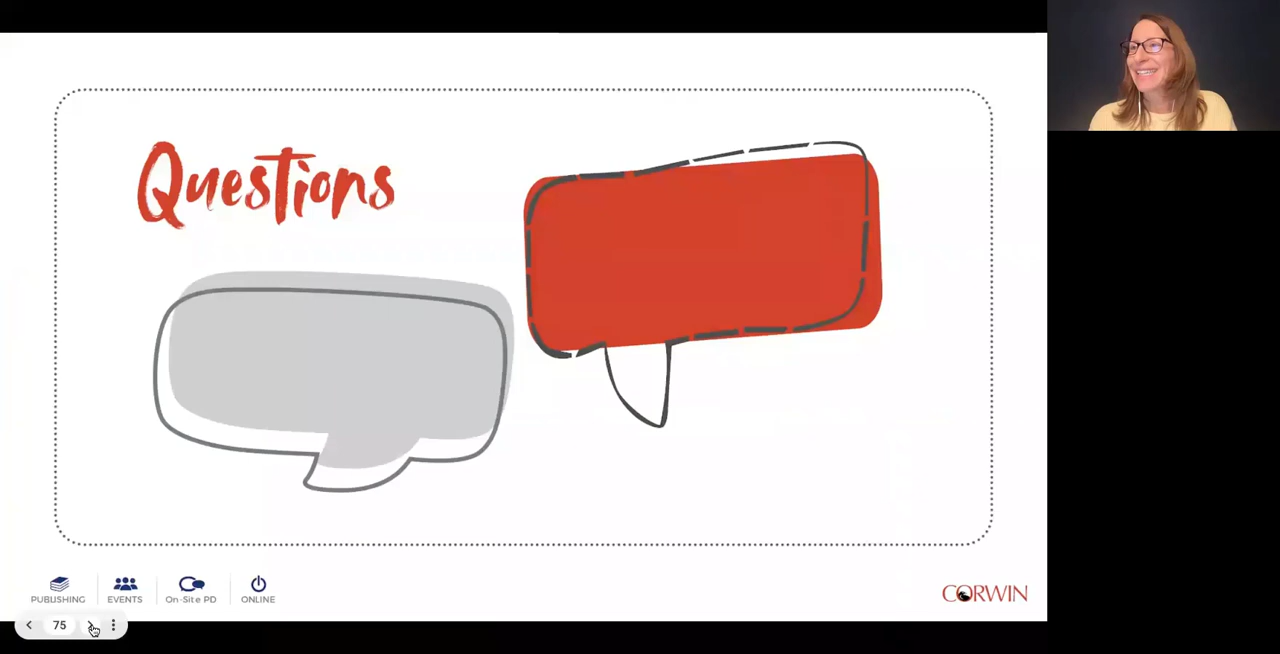 Questions
PUBLISHING
EVENTS
On-Site PD
ONLINE
CORWIN
75